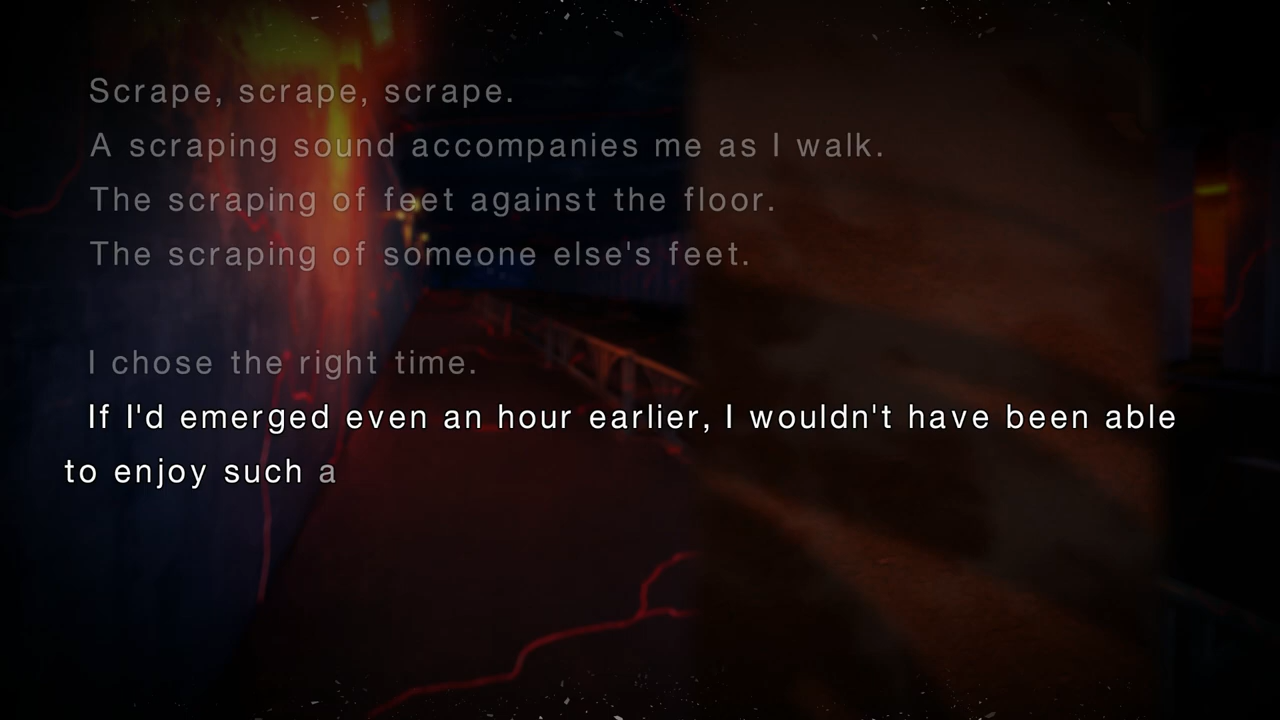 Scrape, scrape, scrape.
A scraping sound accompanies me as I walk.
The scraping of feet against the floor.
The scraping of someone else's feet.
I chose the right time.
If I'd emerged even an hour earlier, I wouldn't have been able
to enjoy such a